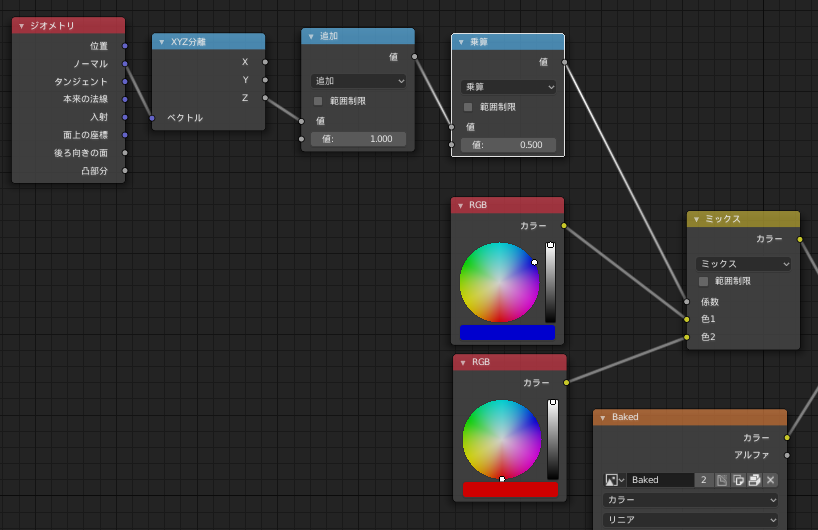 ジオメトリ
位置
ノーマル
タンジェント
本来の法線
入射
面上の座標
後ろ向きの面
凸部分
XYZ分離
X
Y
Z
ベクトル
追加
値
追加
範囲制限
値
値: 1.000
乗算
値
乗算
範囲制限
値
値: 0.500
RGB
カラー
RGB
カラー
ミックス
カラー
ミックス
範囲制限
係数
色1
色2
Baked
カラー
アルファ
Baked 2
カラー
リニア